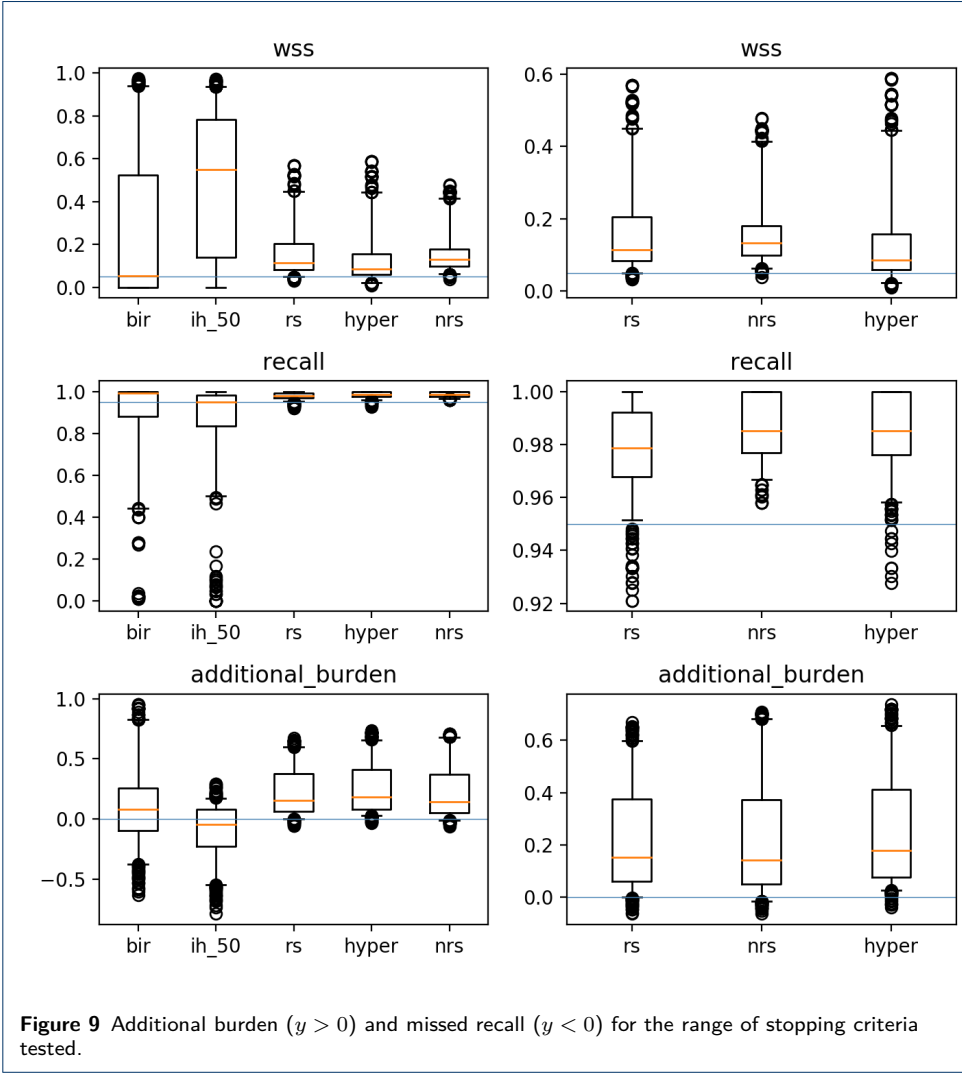 wss
1.0
0.8
0.6
0.4
0.2
0.0
bir ih_50 rs hyper nrs
wss
0.6
0.4
0.2
0.0
rs nrs hyper
recall
1.0
0.8
0.6
0.4
0.2
0.0
bir ih_50 rs hyper nrs
recall
1.00
0.98
0.96
0.94
0.92
rs nrs hyper
additional_burden
1.0
0.5
0.0
−0.5
bir ih_50 rs hyper nrs
additional_burden
0.6
0.4
0.2
0.0
rs nrs hyper
Figure 9 Additional burden (y > 0) and missed recall (y < 0) for the range of stopping criteria
tested.